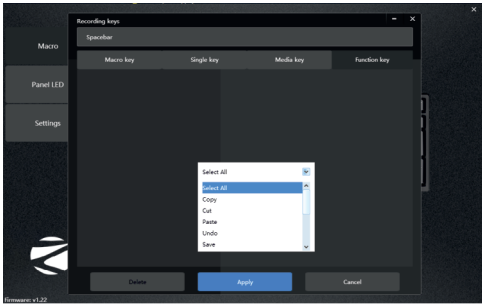 Recording keys
Spacebar
Macro
Macro key
Single key
Media key
Function key
Panel LED
Settings
Select All
Select All
Copy
Cut
Paste
Undo
Save
Delete
Apply
Cancel
Firmware: v1.22